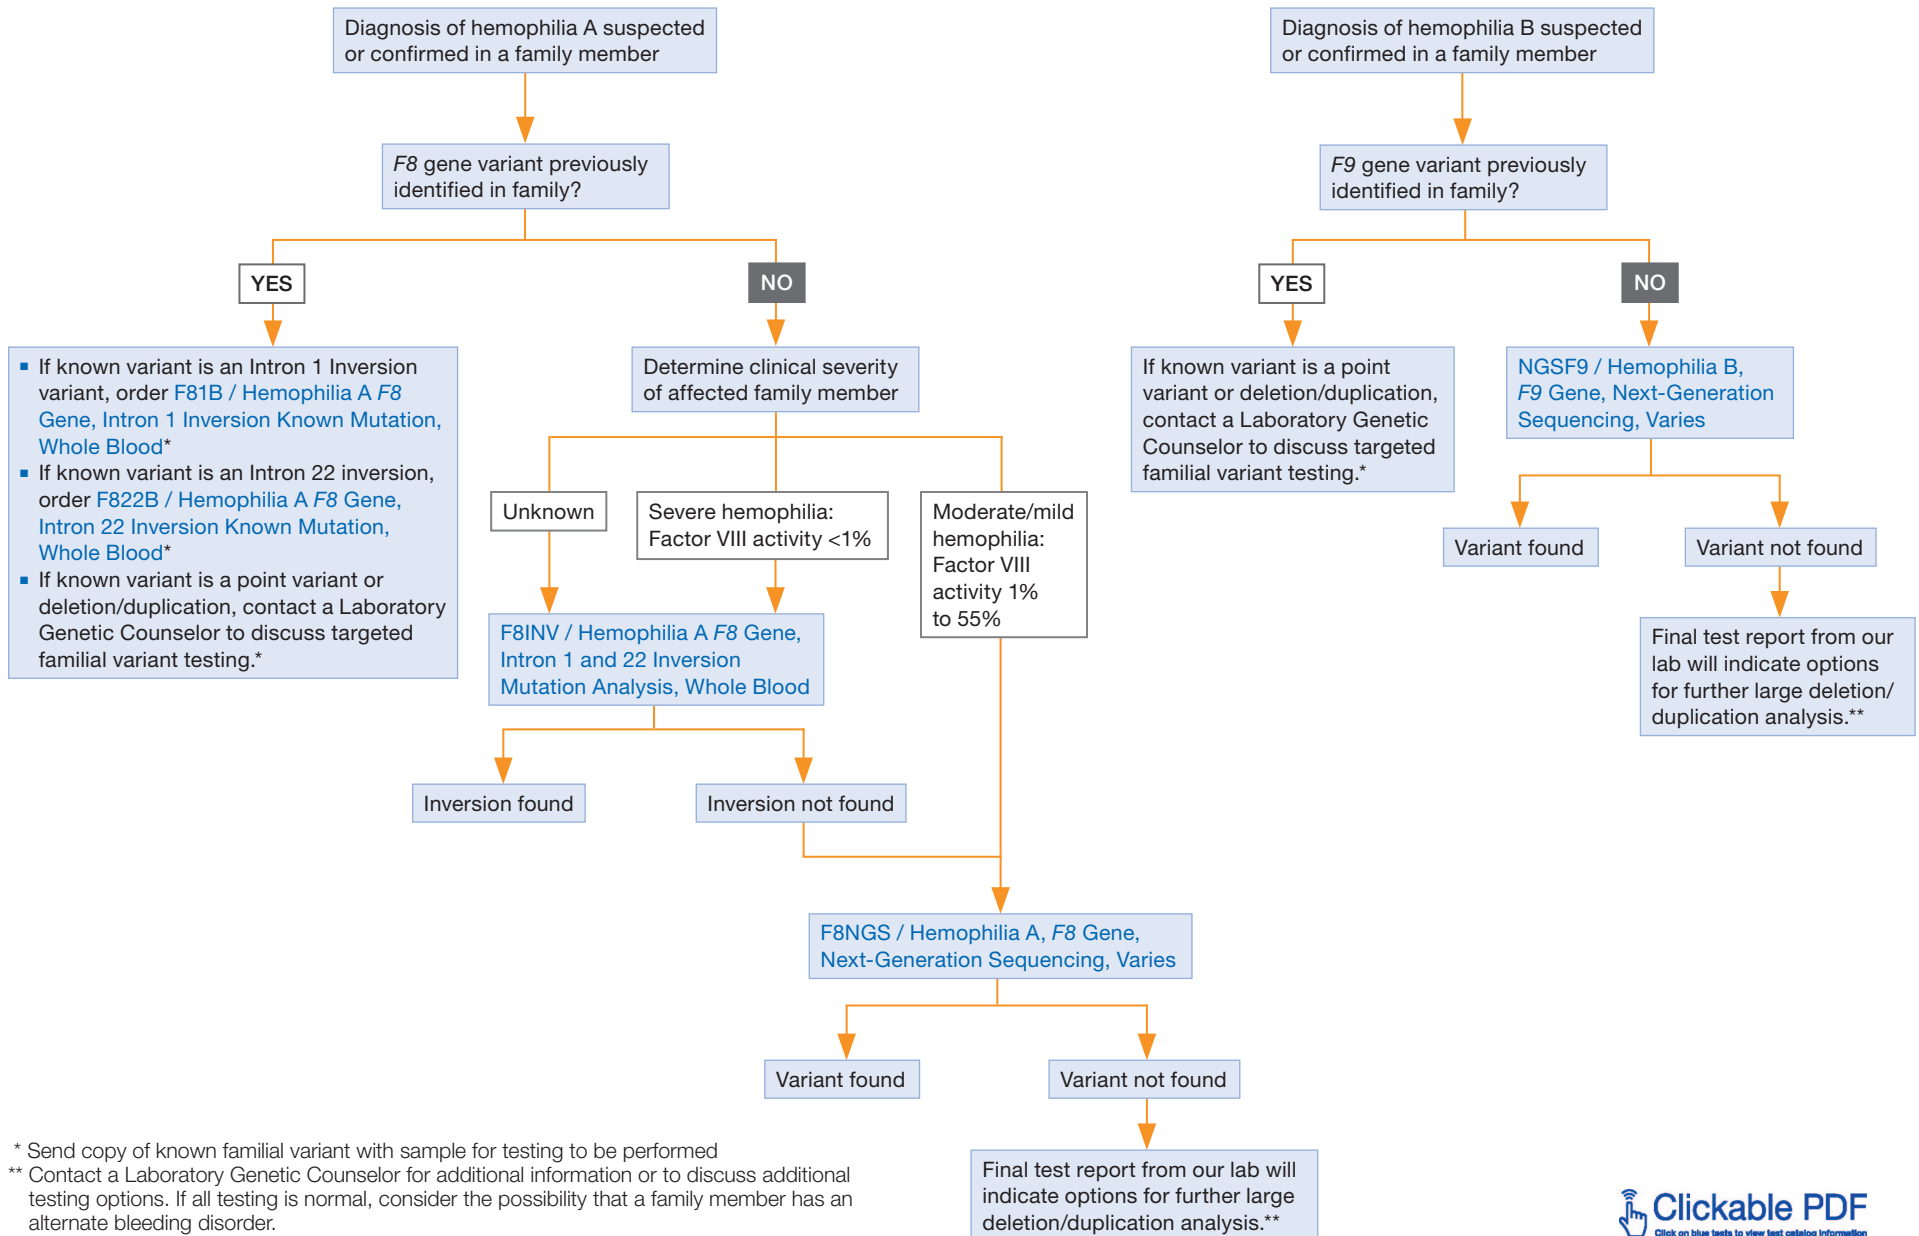 Diagnosis of hemophilia A suspected
or confirmed in a family member
F8 gene variant previously
identified in family?
YES
NO
▪ If known variant is an Intron 1 Inversion
variant, order F81B / Hemophilia A F8
Gene, Intron 1 Inversion Known Mutation,
Whole Blood*
▪ If known variant is an Intron 22 inversion,
order F822B / Hemophilia A F8 Gene,
Intron 22 Inversion Known Mutation,
Whole Blood*
▪ If known variant is a point variant or
deletion/duplication, contact a Laboratory
Genetic Counselor to discuss targeted
familial variant testing.*
Determine clinical severity
of affected family member
Unknown
Severe hemophilia:
Factor VIII activity <1%
Moderate/mild
hemophilia:
Factor VIII
activity 1%
to 55%
F8INV / Hemophilia A F8 Gene,
Intron 1 and 22 Inversion
Mutation Analysis, Whole Blood
Inversion found
Inversion not found
F8NGS / Hemophilia A, F8 Gene,
Next-Generation Sequencing, Varies
Variant found
Variant not found
Final test report from our lab will
indicate options for further large
deletion/duplication analysis.**
Diagnosis of hemophilia B suspected
or confirmed in a family member
F9 gene variant previously
identified in family?
YES
NO
If known variant is a point
variant or deletion/duplication,
contact a Laboratory Genetic
Counselor to discuss targeted
familial variant testing.*
NGSF9 / Hemophilia B,
F9 Gene, Next-Generation
Sequencing, Varies
Variant found
Variant not found
Final test report from our
lab will indicate options
for further large deletion/
duplication analysis.**
* Send copy of known familial variant with sample for testing to be performed
** Contact a Laboratory Genetic Counselor for additional information or to discuss additional
testing options. If all testing is normal, consider the possibility that a family member has an
alternate bleeding disorder.
Clickable PDF
Click on blue tests to view test catalog information